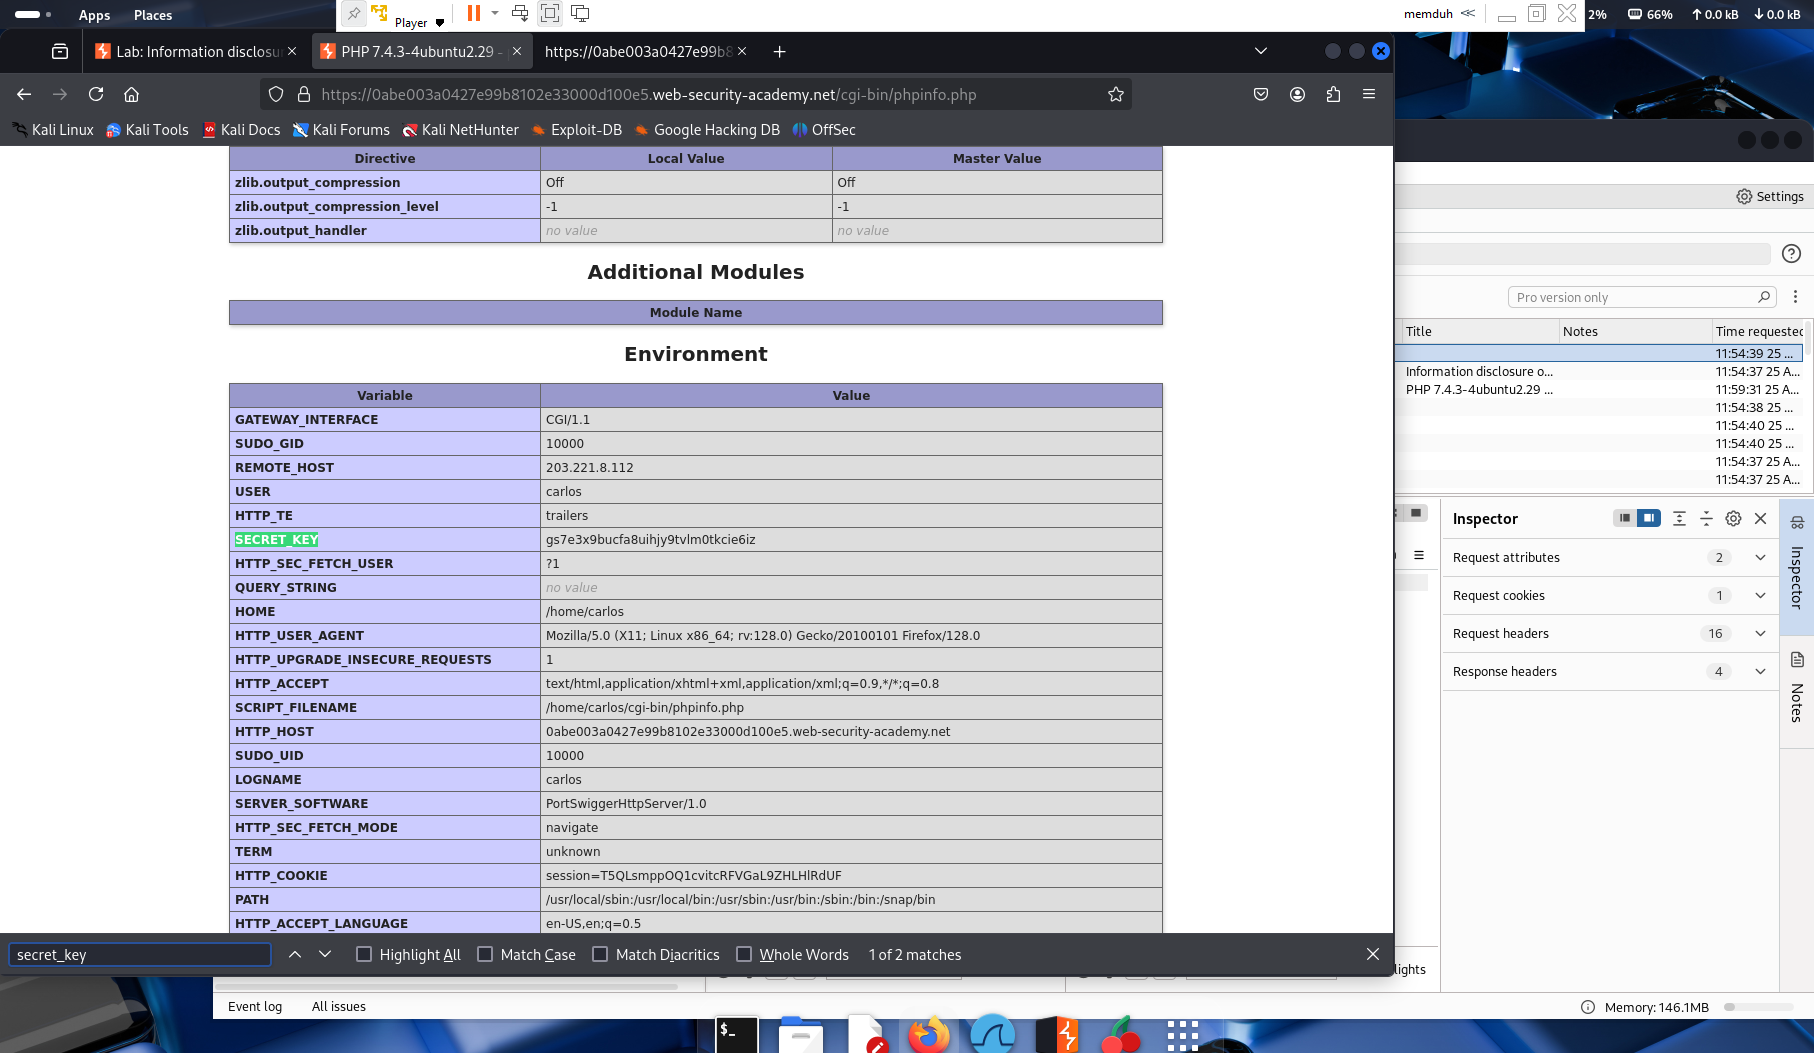 Apps Places
Player
memduh << 2% 66% 0.0 kB 0.0 kB
Lab: Information disclosu
PHP 7.4.3-4ubuntu2.29 -
https://0abe003a0427e99b8
https://0abe003a0427e99b8102e33000d100e5.web-security-academy.net/cgi-bin/phpinfo.php
Kali Linux Kali Tools Kali Docs Kali Forums Kali NetHunter Exploit-DB Google Hacking DB OffSec
Directive Local Value Master Value
zlib.output_compression Off Off
zlib.output_compression_level -1 -1
zlib.output_handler no value no value
Additional Modules
Module Name
Environment
Variable Value
GATEWAY_INTERFACE CGI/1.1
SUDO_GID 10000
REMOTE_HOST 203.221.8.112
USER carlos
HTTP_TE trailers
SECRET_KEY gs7e3x9bucfa8uihjy9tvlm0tkcie6iz
HTTP_SEC_FETCH_USER ?1
QUERY_STRING no value
HOME /home/carlos
HTTP_USER_AGENT Mozilla/5.0 (X11; Linux x86_64; rv:128.0) Gecko/20100101 Firefox/128.0
HTTP_UPGRADE_INSECURE_REQUESTS 1
HTTP_ACCEPT text/html,application/xhtml+xml,application/xml;q=0.9,*/*;q=0.8
SCRIPT_FILENAME /home/carlos/cgi-bin/phpinfo.php
HTTP_HOST 0abe003a0427e99b8102e33000d100e5.web-security-academy.net
SUDO_UID 10000
LOGNAME carlos
SERVER_SOFTWARE PortSwiggerHttpServer/1.0
HTTP_SEC_FETCH_MODE navigate
TERM unknown
HTTP_COOKIE session=T5QLsmppOQ1cvitcRFVGaL9ZHLHlRdUF
PATH /usr/local/sbin:/usr/local/bin:/usr/sbin:/usr/bin:/sbin:/bin:/snap/bin
HTTP_ACCEPT_LANGUAGE en-US,en;q=0.5
secret_key Highlight All Match Case Match Diacritics Whole Words 1 of 2 matches
Settings
Pro version only
Title Notes Time requested
11:54:39 25 ...
Information disclosure o... 11:54:37 25 A...
PHP 7.4.3-4ubuntu2.29 ... 11:59:31 25 A...
11:54:38 25 ...
11:54:40 25 ...
11:54:40 25 ...
11:54:37 25 A...
11:54:37 25 A...
Inspector
Request attributes 2
Request cookies 1
Request headers 16
Response headers 4
Inspector
Notes
lights
Event log All issues Memory: 146.1MB